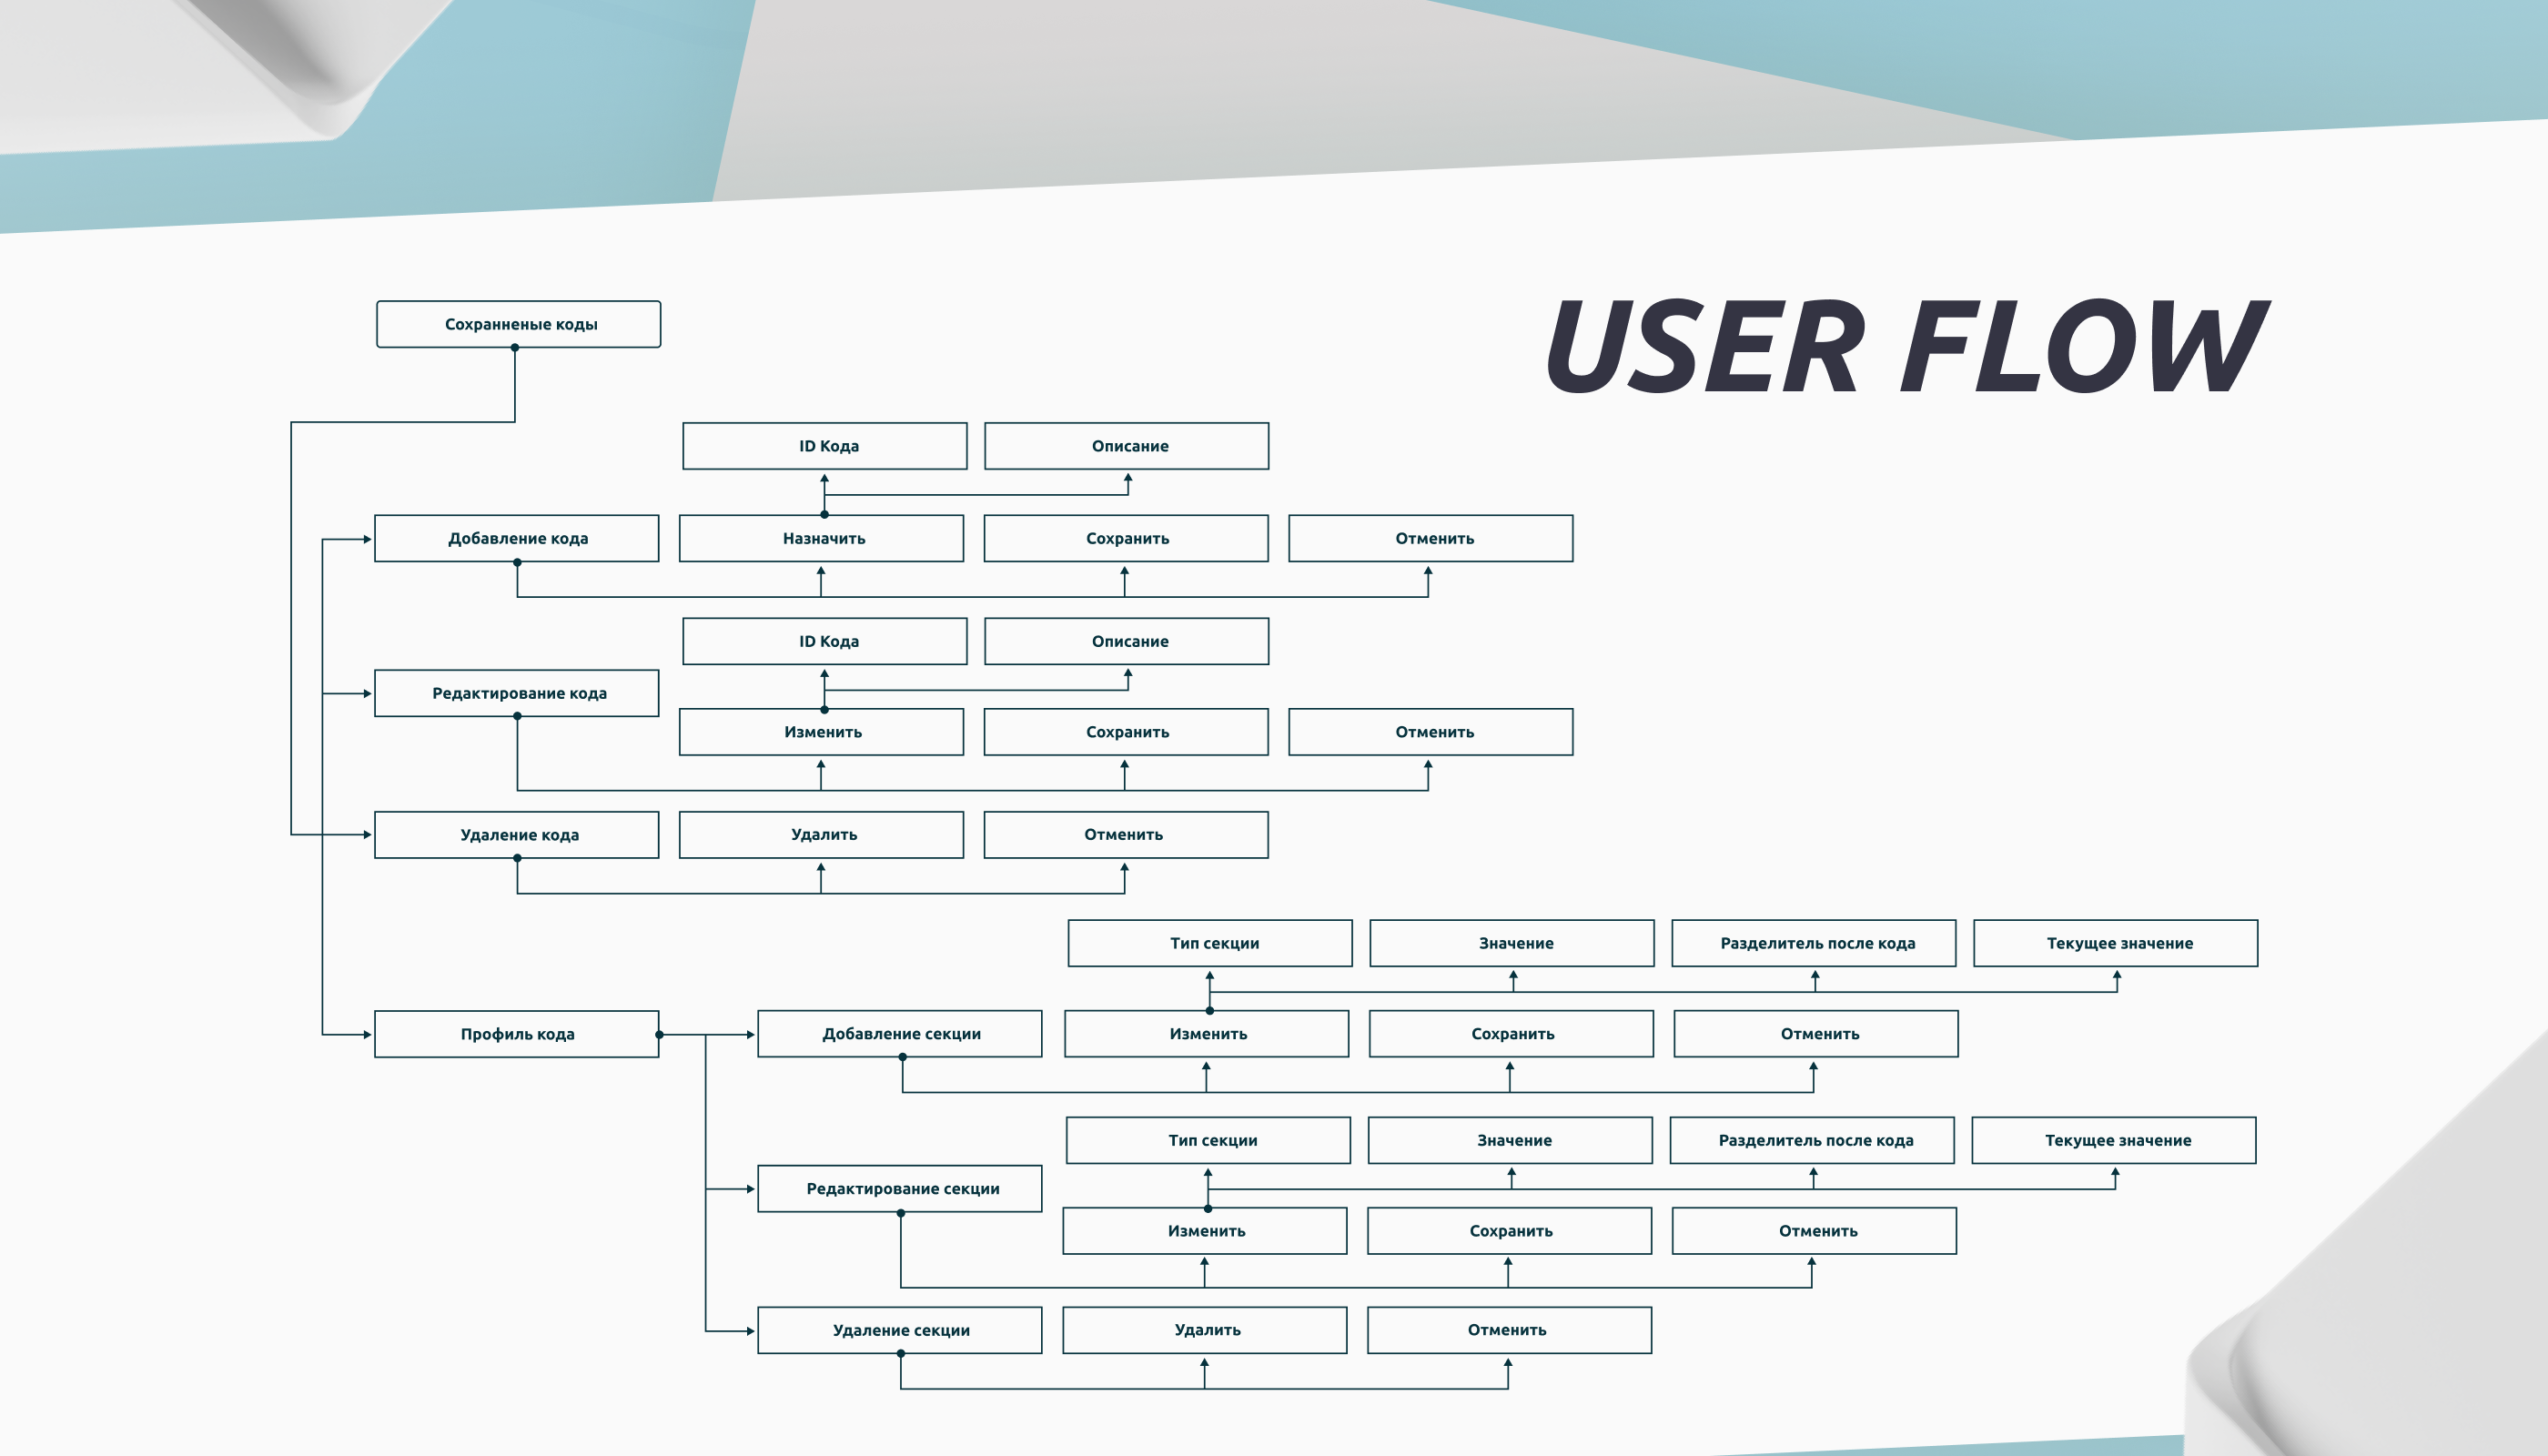 USER FLOW
Сохранненые коды
ID Кода
Описание
Добавление кода
Назначить
Сохранить
Отменить
ID Кода
Описание
Редактирование кода
Изменить
Сохранить
Отменить
Удаление кода
Удалить
Отменить
Тип секции
Значение
Разделитель после кода
Текущее значение
Профиль кода
Добавление секции
Изменить
Сохранить
Отменить
Тип секции
Значение
Разделитель после кода
Текущее значение
Редактирование секции
Изменить
Сохранить
Отменить
Удаление секции
Удалить
Отменить